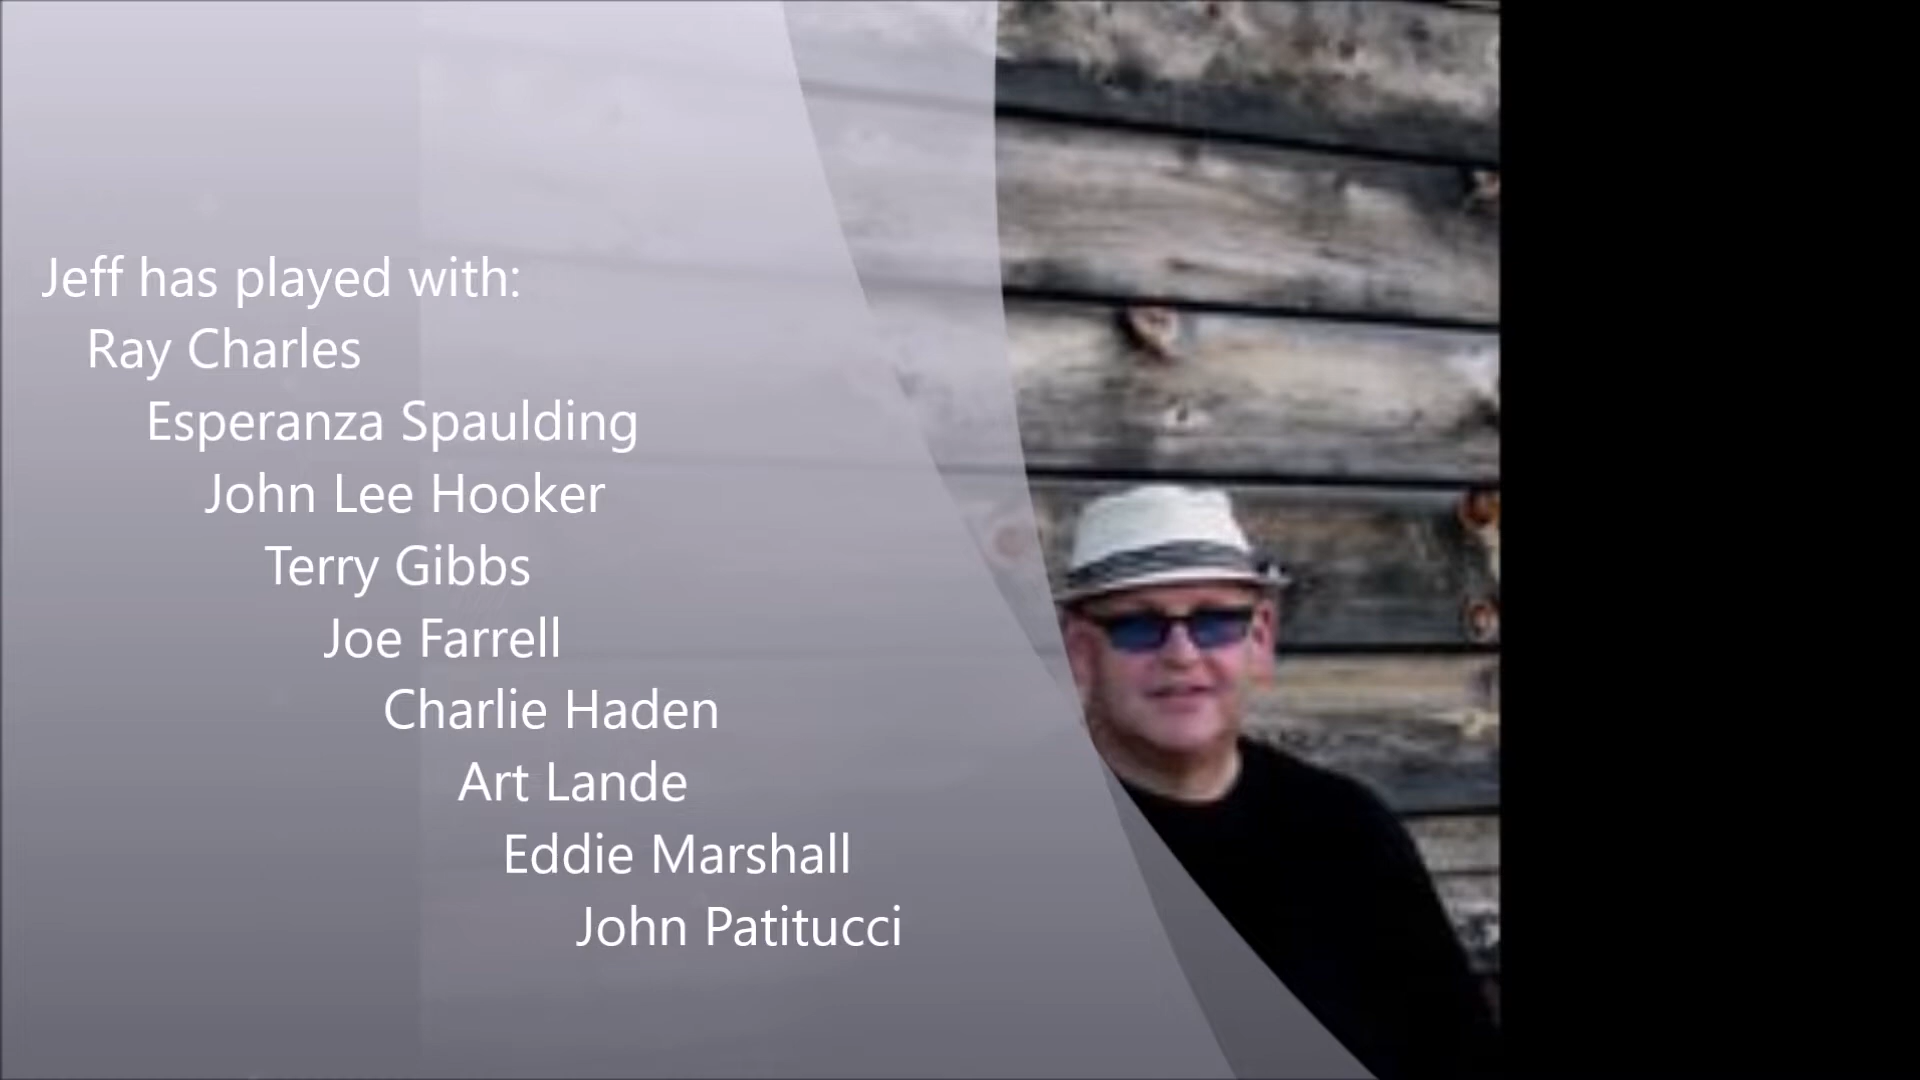 Jeff has played with:
Ray Charles
Esperanza Spaulding
John Lee Hooker
Terry Gibbs
Joe Farrell
Charlie Haden
Art Lande
Eddie Marshall
John Patitucci